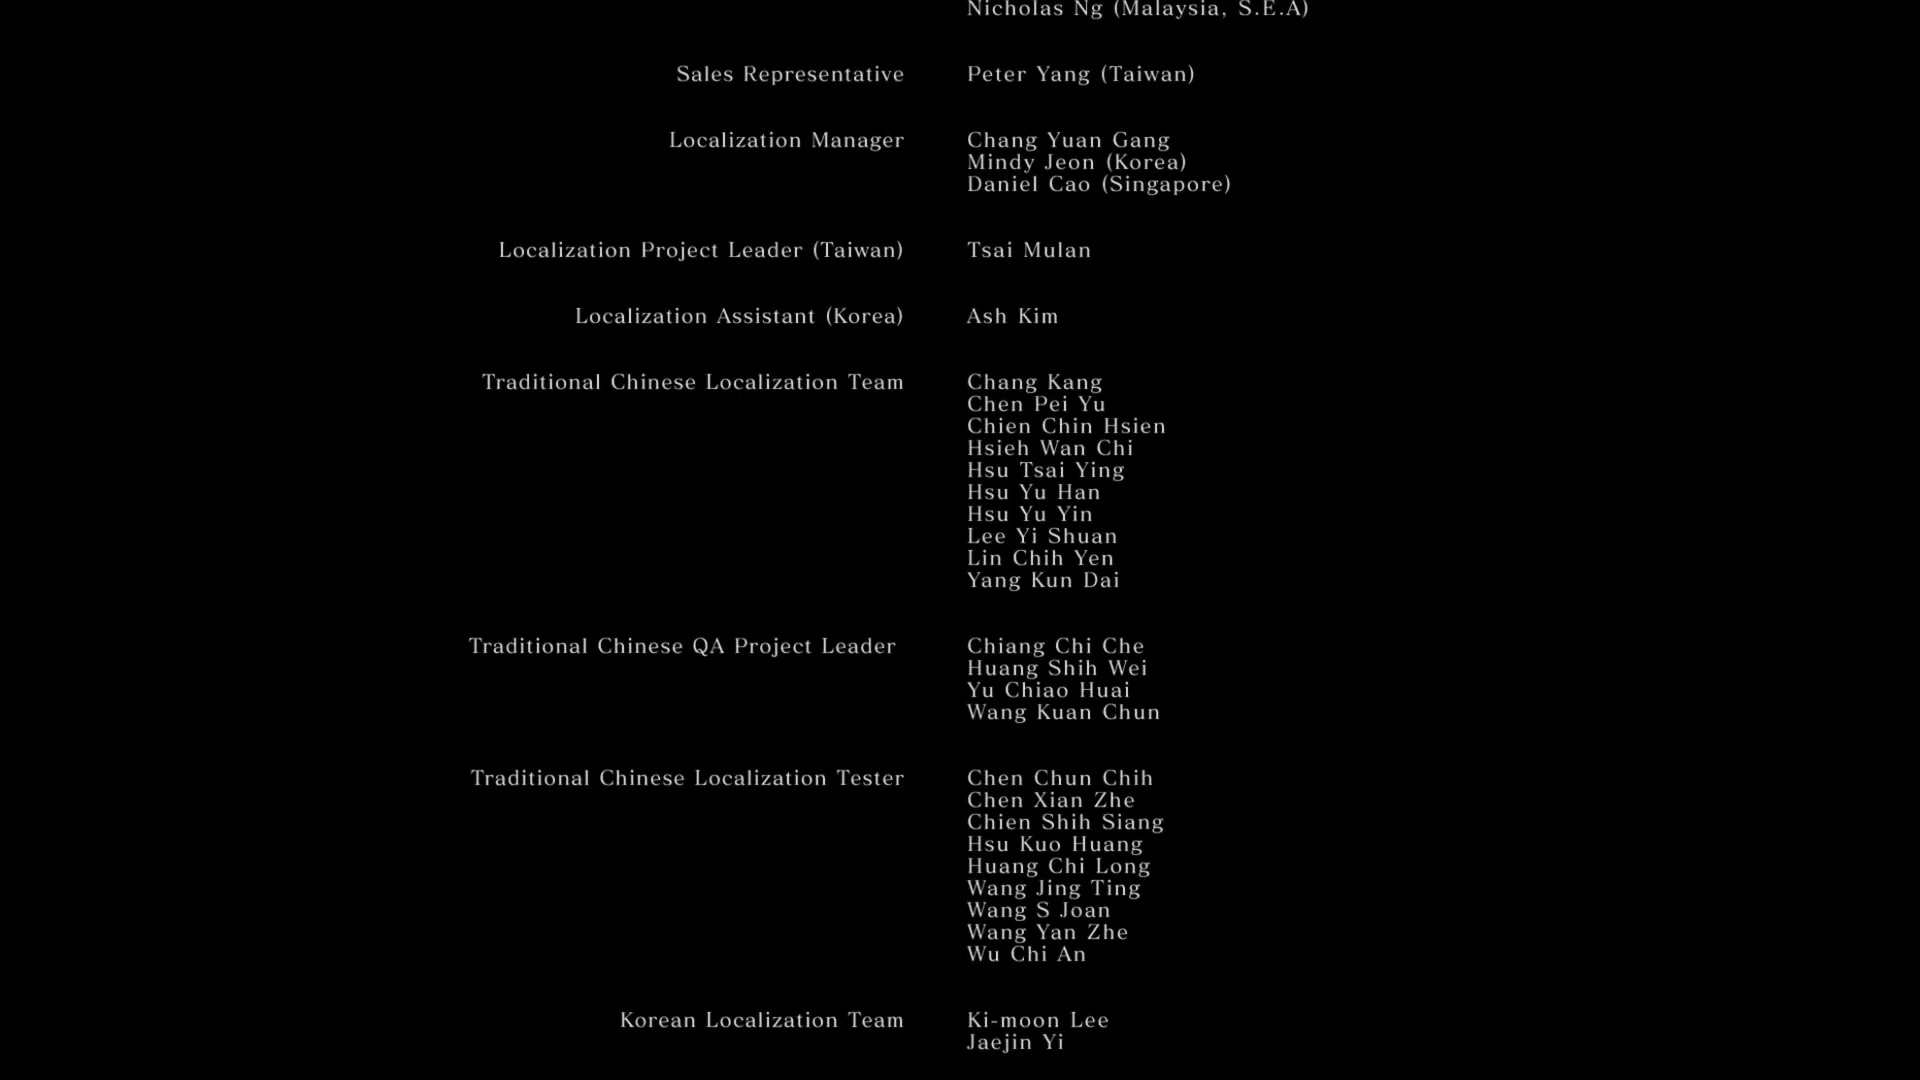 Nicholas Ng (Malaysia, S.E.A)
Sales Representative Peter Yang (Taiwan)
Localization Manager Chang Yuan Gang
Mindy Jeon (Korea)
Daniel Cao (Singapore)
Localization Project Leader (Taiwan) Tsai Mulan
Localization Assistant (Korea) Ash Kim
Traditional Chinese Localization Team Chang Kang
Chen Pei Yu
Chien Chin Hsien
Hsieh Wan Chi
Hsu Tsai Ying
Hsu Yu Han
Hsu Yu Yin
Lee Yi Shuan
Lin Chih Yen
Yang Kun Dai
Traditional Chinese QA Project Leader Chiang Chi Che
Huang Shih Wei
Yu Chiao Huai
Wang Kuan Chun
Traditional Chinese Localization Tester Chen Chun Chih
Chen Xian Zhe
Chien Shih Siang
Hsu Kuo Huang
Huang Chi Long
Wang Jing Ting
Wang S Joan
Wang Yan Zhe
Wu Chi An
Korean Localization Team Ki-moon Lee
Jaejin Yi